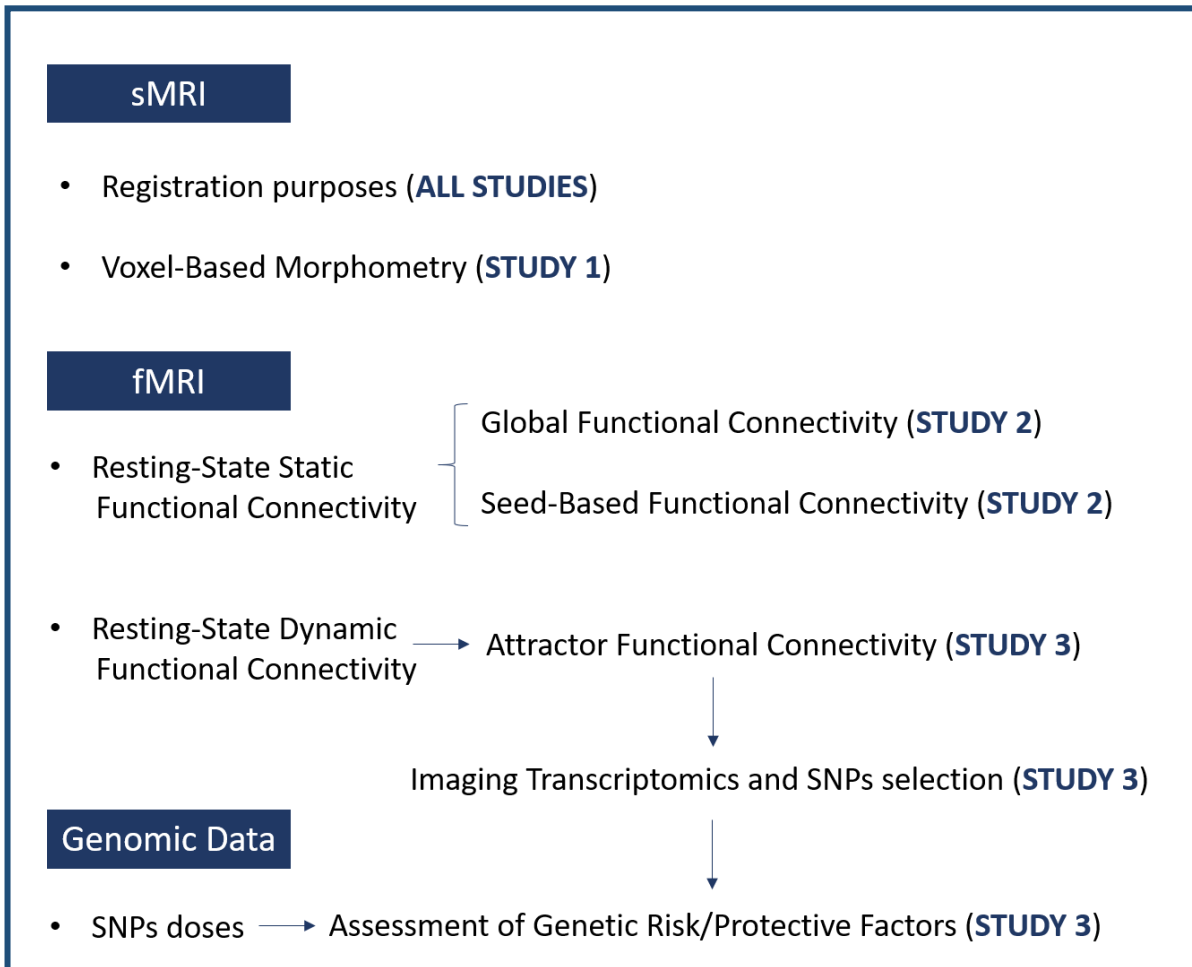 sMRI
• Registration purposes (ALL STUDIES)
• Voxel-Based Morphometry (STUDY 1)
fMRI
• Resting-State Static
Functional Connectivity
Global Functional Connectivity (STUDY 2)
Seed-Based Functional Connectivity (STUDY 2)
• Resting-State Dynamic
Functional Connectivity
Attractor Functional Connectivity (STUDY 3)
Imaging Transcriptomics and SNPs selection (STUDY 3)
Genomic Data
• SNPs doses
Assessment of Genetic Risk/Protective Factors (STUDY 3)